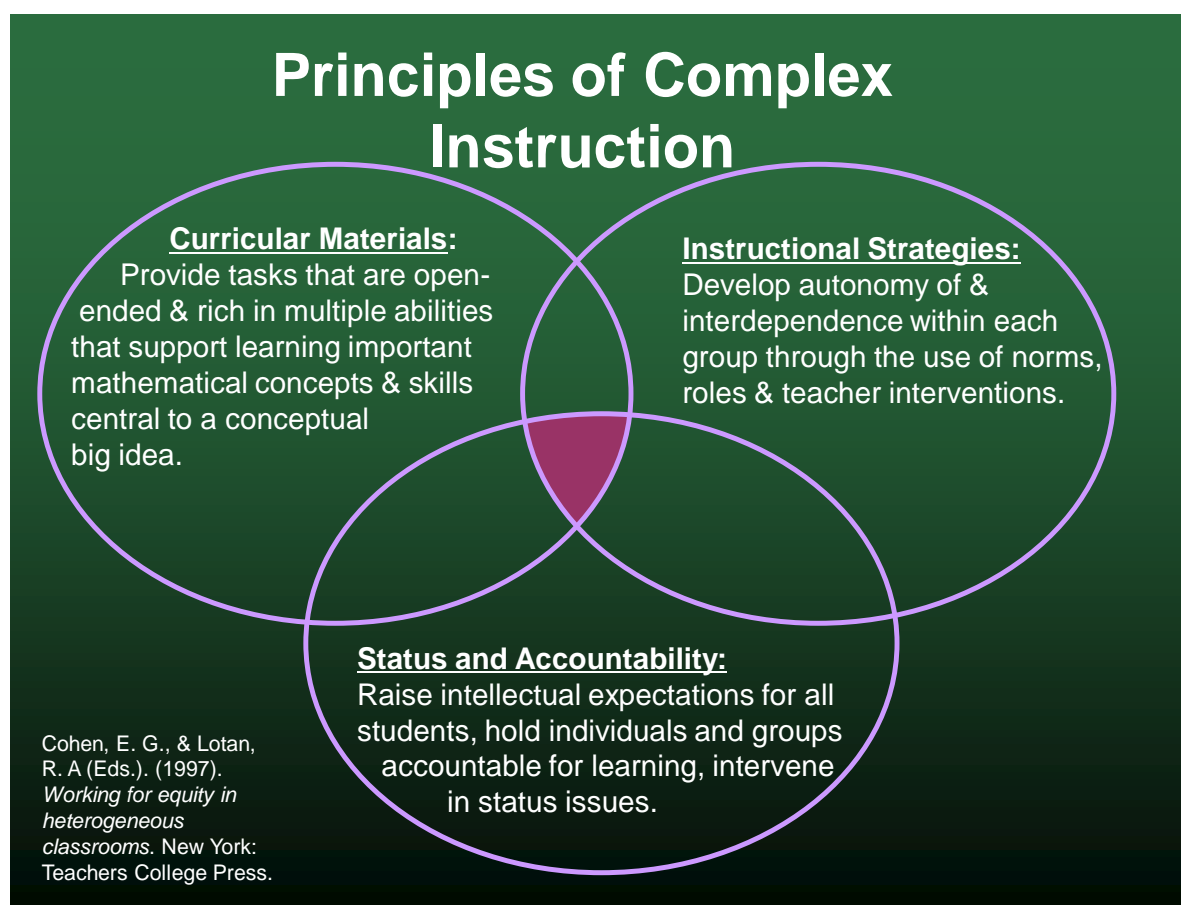 Principles of Complex
Instruction
Curricular Materials:
Provide tasks that are open-
ended & rich in multiple abilities
that support learning important
mathematical concepts & skills
central to a conceptual
big idea.
Instructional Strategies:
Develop autonomy of &
interdependence within each
group through the use of norms,
roles & teacher interventions.
Status and Accountability:
Raise intellectual expectations for all
students, hold individuals and groups
accountable for learning, intervene
in status issues.
Cohen, E. G., & Lotan,
R. A (Eds.). (1997).
Working for equity in
heterogeneous
classrooms. New York:
Teachers College Press.